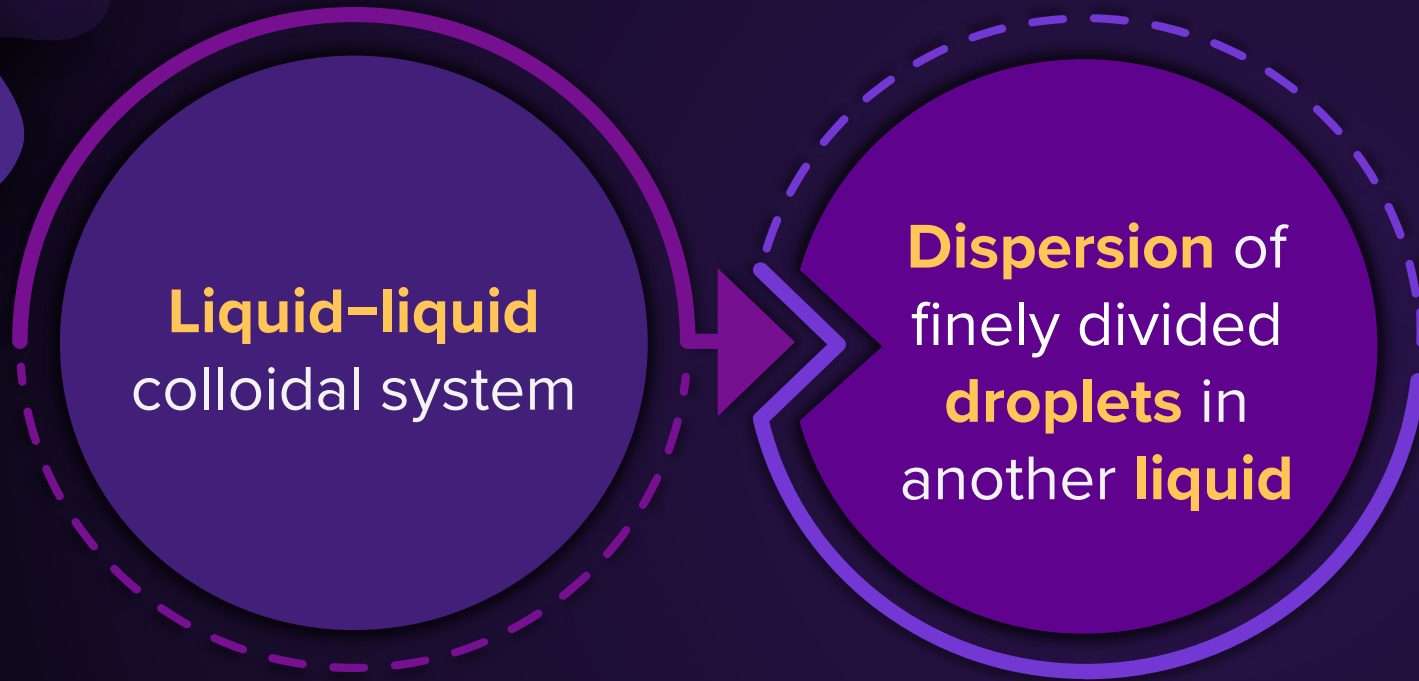 Liquid–liquid
colloidal system
Dispersion of
finely divided
droplets in
another liquid